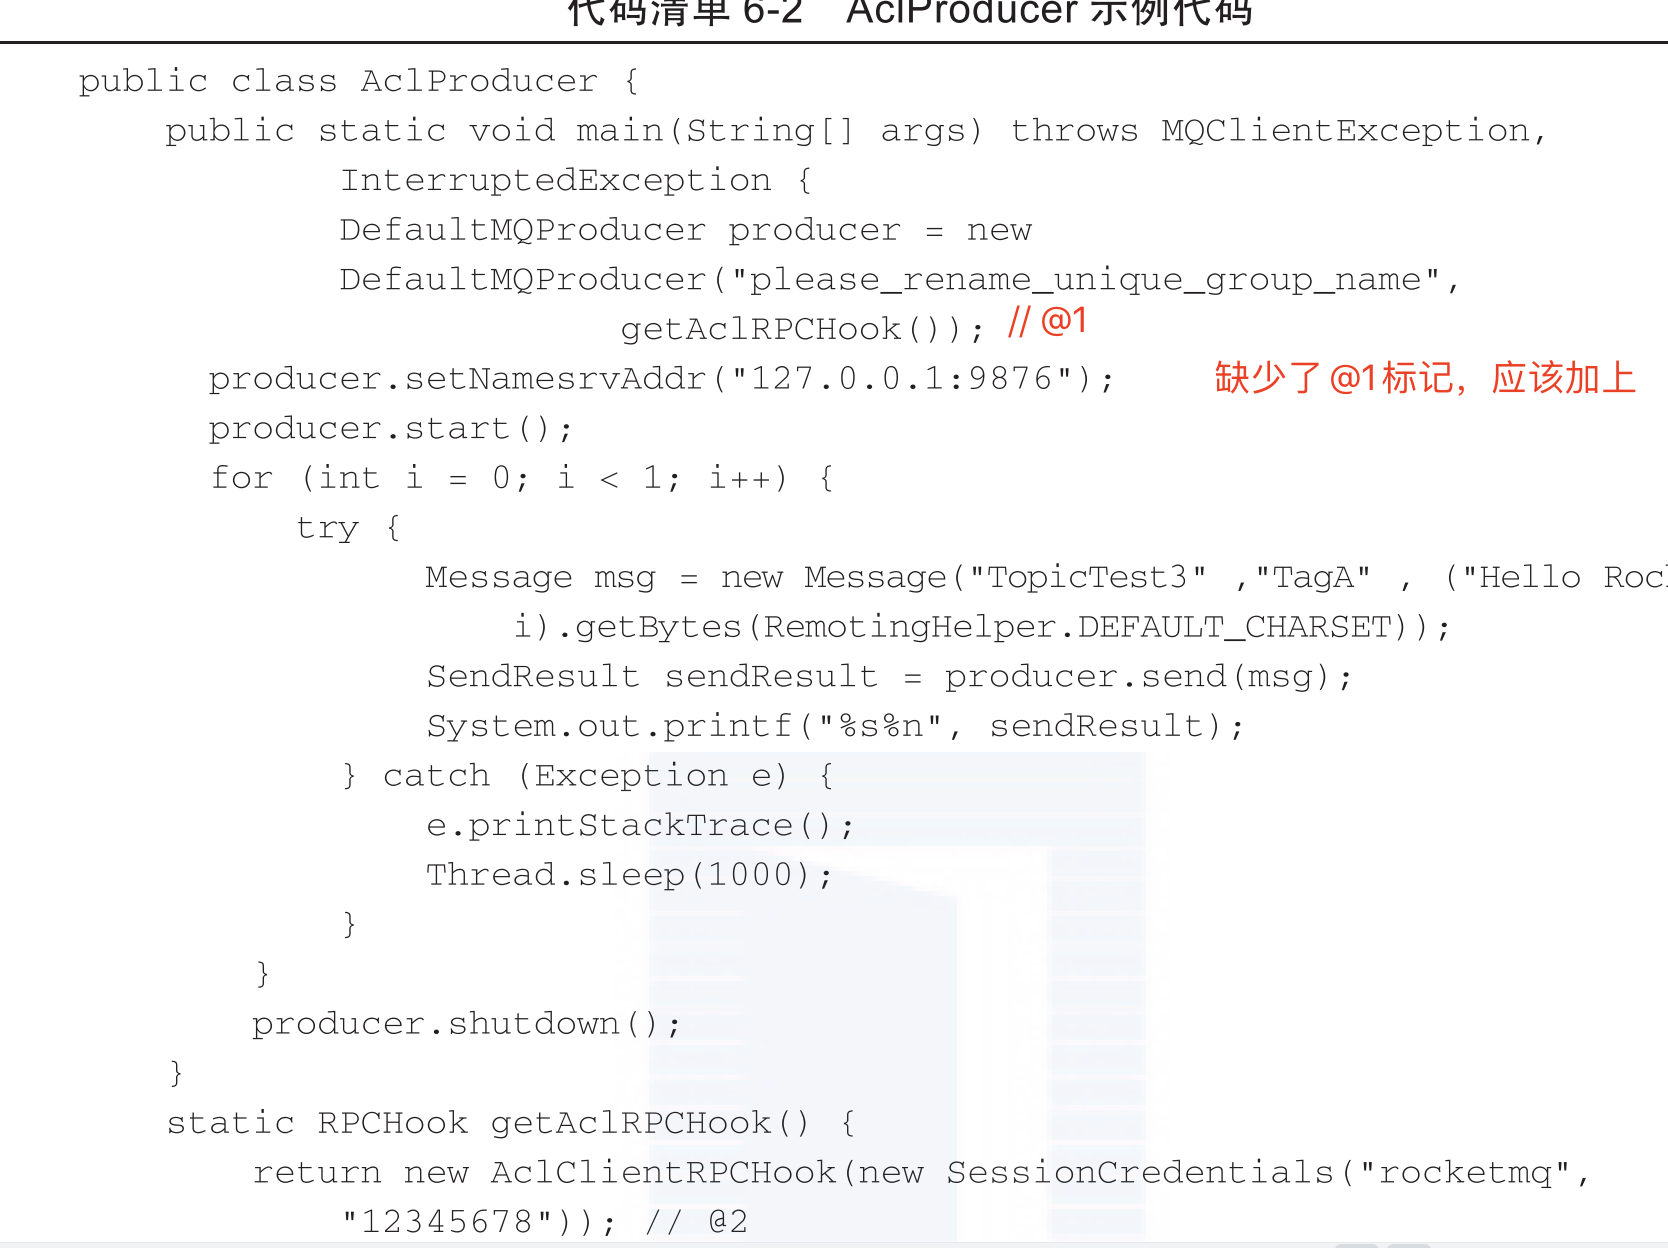 代码清单 6-2 AclProducer 示例代码
public class AclProducer {
public static void main(String[] args) throws MQClientException,
InterruptedException {
DefaultMQProducer producer = new
DefaultMQProducer("please_rename_unique_group_name",
getAclRPCHook()); // @1
producer.setNamesrvAddr("127.0.0.1:9876"); 缺少了 @1标记，应该加上
producer.start();
for (int i = 0; i < 1; i++) {
try {
Message msg = new Message("TopicTest3" ,"TagA" , ("Hello
i).getBytes(RemotingHelper.DEFAULT_CHARSET));
SendResult sendResult = producer.send(msg);
System.out.printf("%s%n", sendResult);
} catch (Exception e) {
e.printStackTrace();
Thread.sleep(1000);
}
}
producer.shutdown();
}
static RPCHook getAclRPCHook() {
return new AclClientRPCHook(new SessionCredentials("rocketmq",
"12345678")); // @2